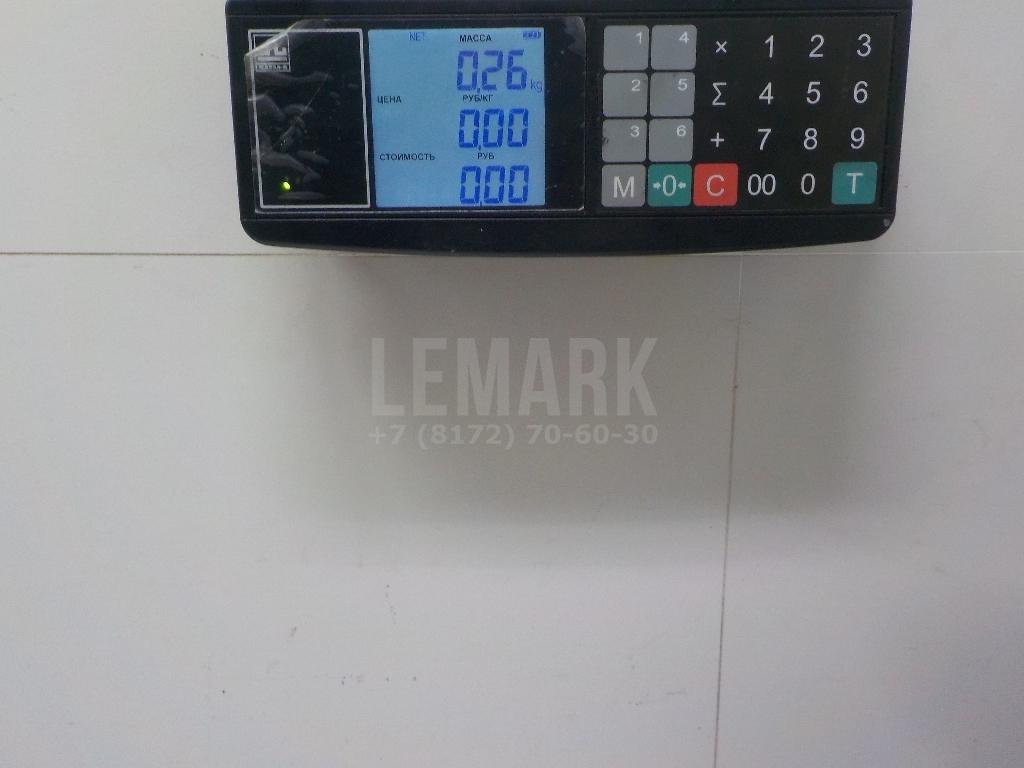 NET МАССА
0,26 kg
ЦЕНА РУБ/КГ
0,00
СТОИМОСТЬ РУБ
0,00
1 4 × 1 2 3
2 5 Σ 4 5 6
3 6 + 7 8 9
M →0← C 00 0 T
LEMARK
+7 (8172) 70-60-30